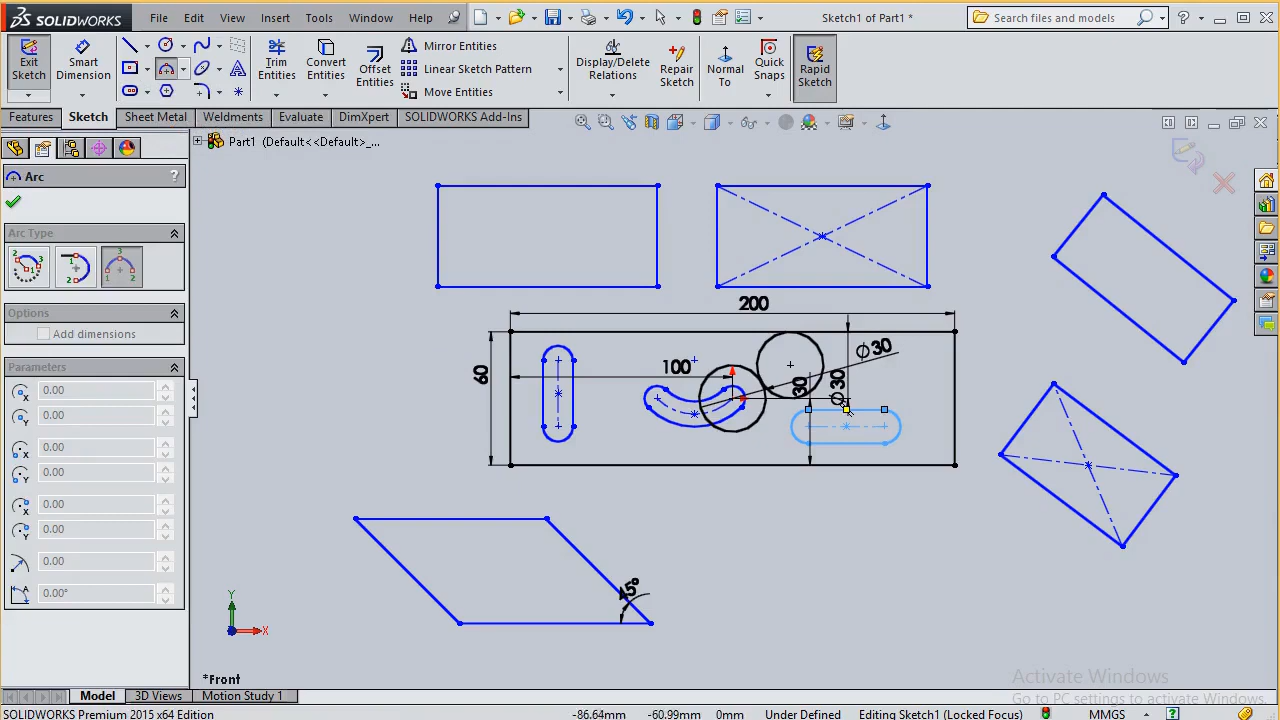 SOLIDWORKS
File Edit View Insert Tools Window Help
Sketch1 of Part1 *
Search files and models
?
Exit Sketch
Smart Dimension
Trim Entities
Convert Entities
Offset Entities
Mirror Entities
Linear Sketch Pattern
Move Entities
Display/Delete Relations
Repair Sketch
Normal To
Quick Snaps
Rapid Sketch
Features Sketch Sheet Metal Weldments Evaluate DimXpert SOLIDWORKS Add-Ins
Part1 (Default<<Default>_...
Arc ?
Arc Type
Options
Add dimensions
Parameters
0.00
0.00
0.00
0.00
0.00
0.00
0.00
0.00°
200
60
100
30
∅30
∅30
45°
Y
X
*Front
Activate Windows
Go to PC settings to activate Windows.
Model 3D Views Motion Study 1
SOLIDWORKS Premium 2015 x64 Edition
-86.64mm -60.99mm 0mm Under Defined Editing Sketch1 (Locked Focus) MMGS ?